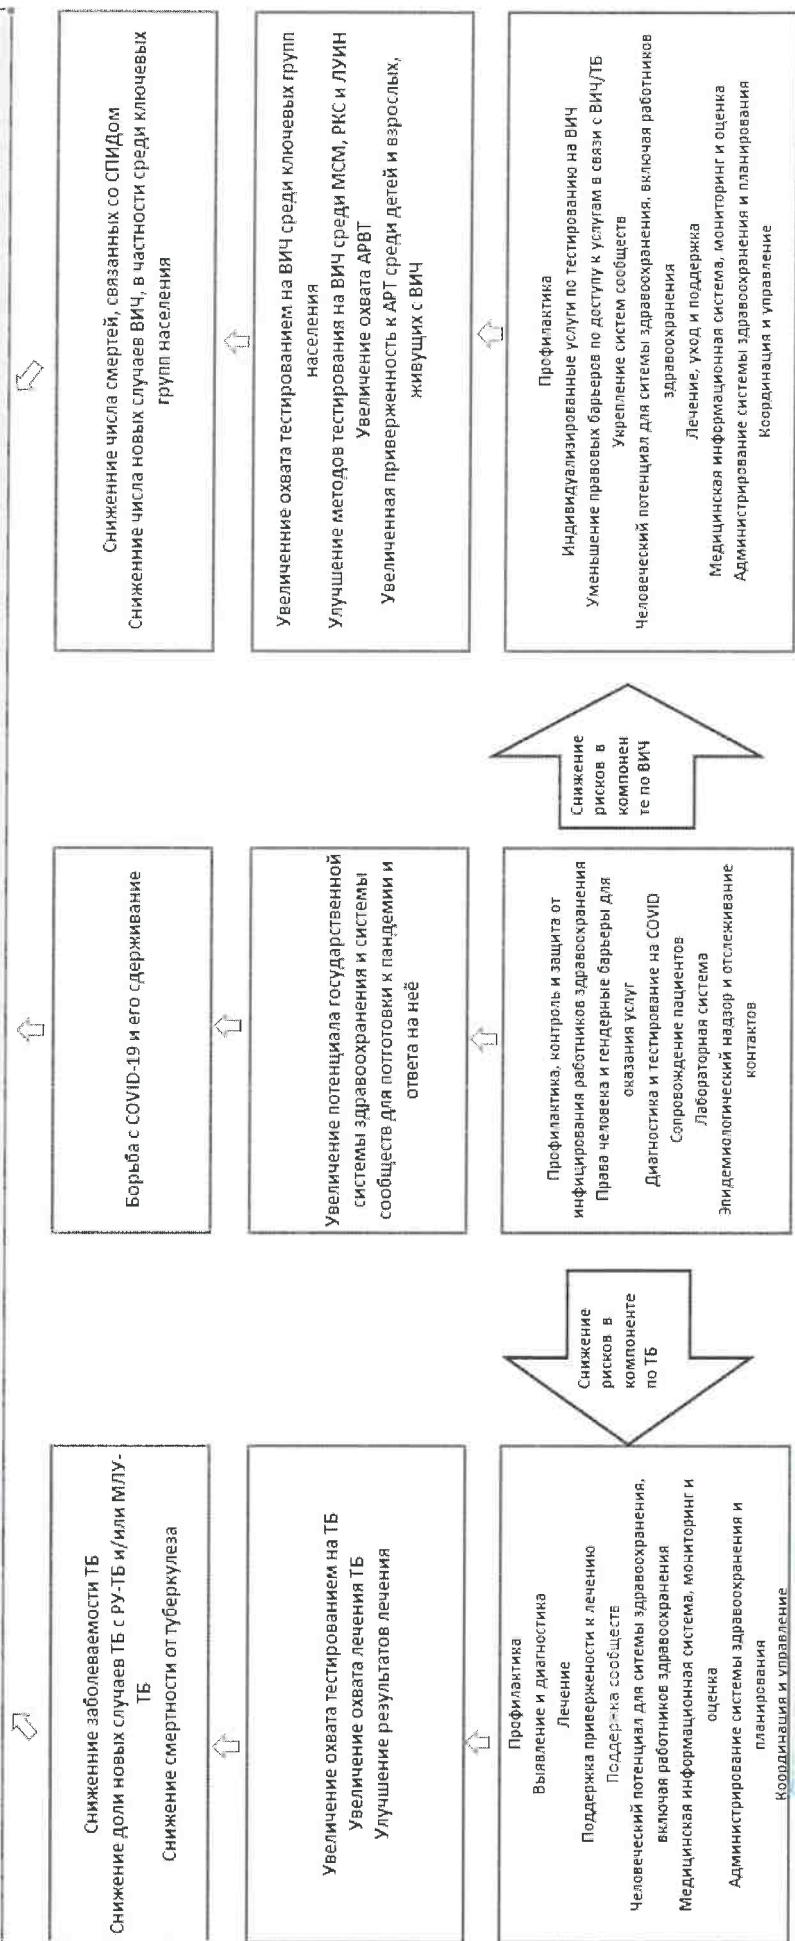 Сниженние заболеваемости ТБ
Снижение доли новых случаев ТБ с РУ-ТБ и/или МЛУ-
ТБ
Снижение смертности от туберкулеза
Борьба с COVID-19 и его сдерживание
Сниженние числа смертей, связанных со СПИДом
Сниженние числа новых случаев ВИЧ, в частности среди ключевых
групп населения
Увеличение охвата тестированием на ТБ
Увеличение охвата лечения ТБ
Улучшение результатов лечения
Увеличение потенциала государственной
системы здравоохранения и системы
сообществ для потготовки к пандемии и
ответа на неё
Увеличенние охвата тестированием на ВИЧ среди ключевых групп
населения
Улучшение методов тестирования на ВИЧ среди МСМ, РКС и ЛУИН
Увеличение охвата АРВТ
Увеличенная приверженность к АРТ среди детей и взрослых,
живущих с ВИЧ
Профилактика
Выявление и диагностика
Лечение
Поддержка привержености к лечению
Поддержка сообществ
Человеческий потенциал для ситемы здравоохранения,
включая работников здравоохранения
Медицинская информационная система, мониторинг и
оценка
Администрирование системы здравоохранения и
планирования
Координация и управление
Снижение
рисков в
компоненте
по ТБ
Профилактика, контроль и защита от
инфицирования работников здравоохранения
Права человека и гендерные барьеры для
оказания услуг
Диагностика и тестирование на COVID
Сопровождение пациентов
Лабораторная система
Эпидемиологический надзор и отслеживание
контактов
Снижение
рисков в
компонен
те по ВИЧ
Профилактика
Индивидуализированные услуги по тестированию на ВИЧ
Уменьшение правовых барьеров по доступу к услугам в связи с ВИЧ/ТБ
Укрепление систем сообществ
Человеческий потенциал для ситемы здравоохранения, включая работников
здравоохранения
Лечение, уход и поддержка
Медицинская информационная система, мониторинг и оценка
Администрирование системы здравоохранения и планирования
Координация и управление